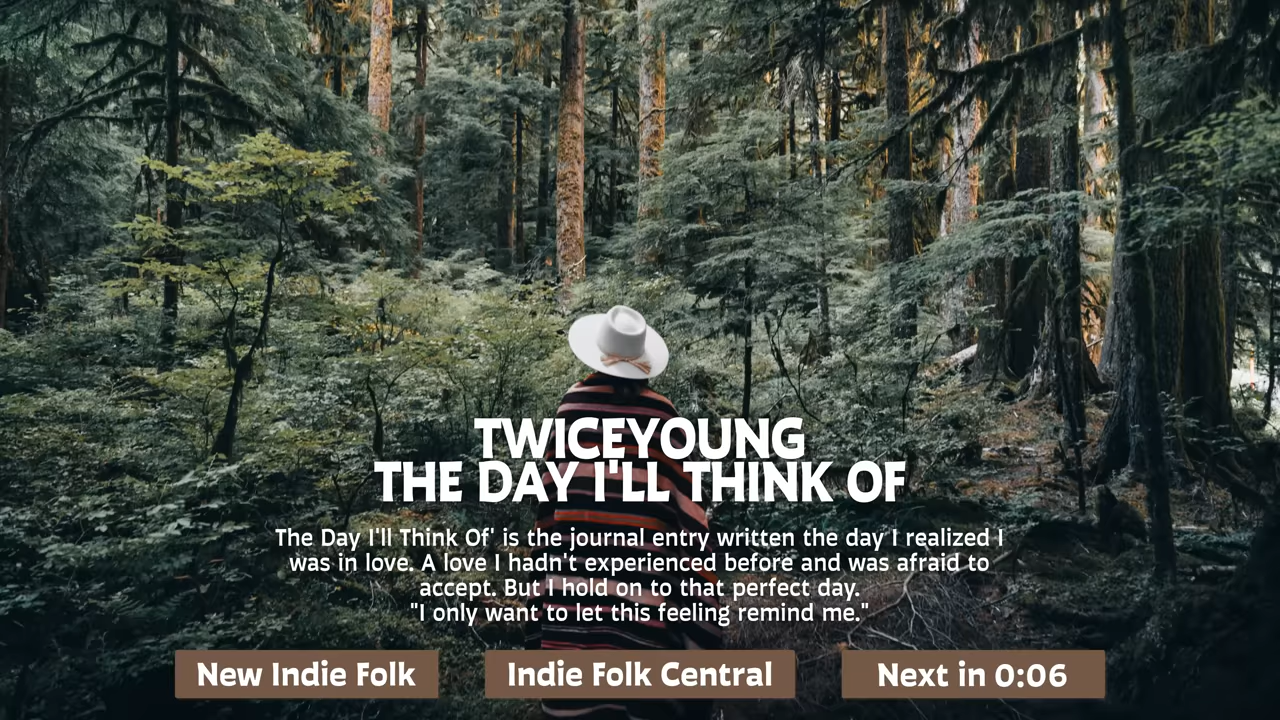 TWICEYOUNG
THE DAY I'LL THINK OF
The Day I'll Think Of' is the journal entry written the day I realized I
was in love. A love I hadn't experienced before and was afraid to
accept. But I hold on to that perfect day.
"I only want to let this feeling remind me."
New Indie Folk
Indie Folk Central
Next in 0:06